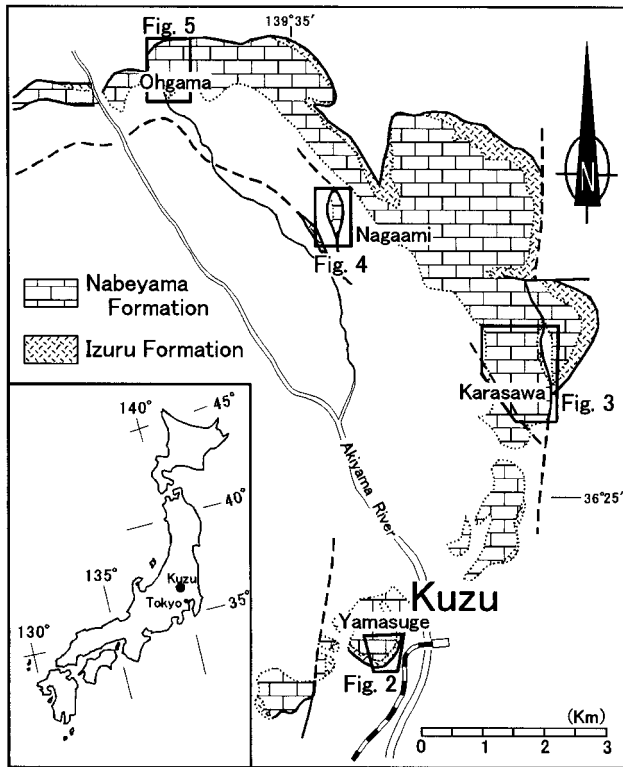 Fig. 5
139°35'
Ohgama
N
Nagaami
Fig. 4
Nabeyama
Formation
Izuru Formation
Karasawa
Fig. 3
140°
45°
40°
36°25'
Akiyama River
135°
Kuzu
Tokyo
35°
130°
Kuzu
Yamasuge
Fig. 2
(Km)
0 1 2 3